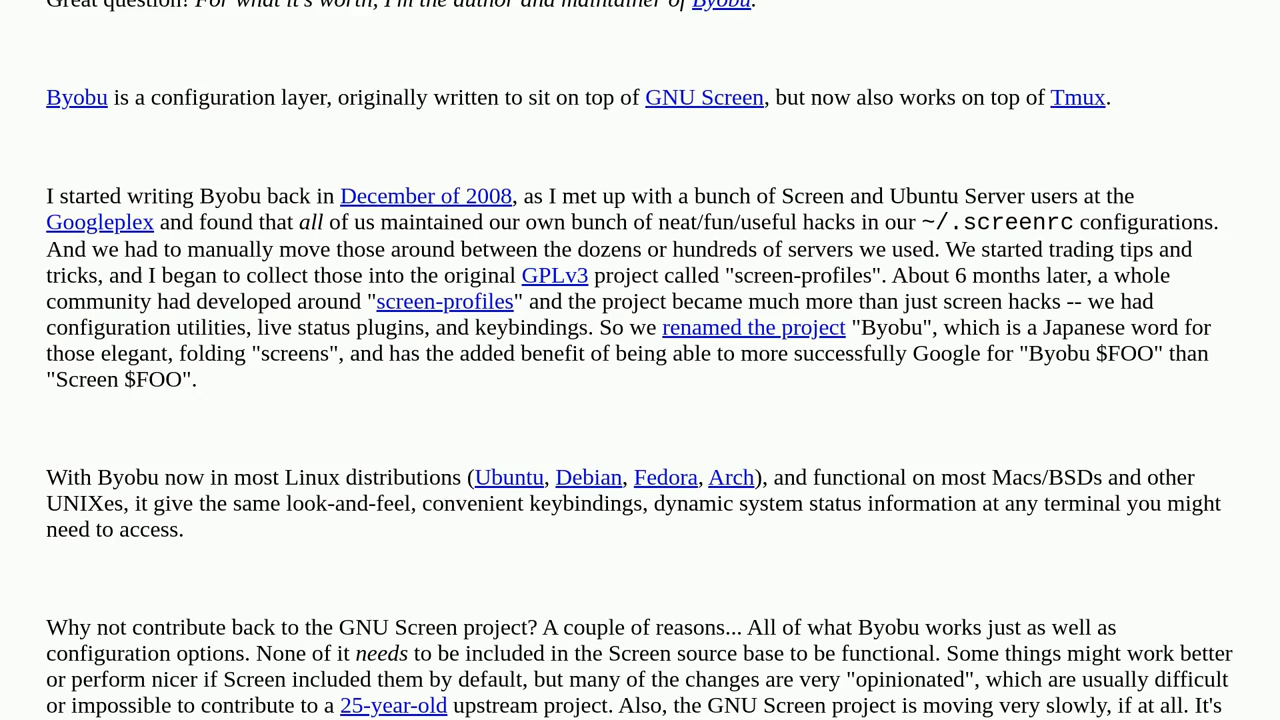 Great question! For what it's worth, I'm the author and maintainer of Byobu.
Byobu is a configuration layer, originally written to sit on top of GNU Screen, but now also works on top of Tmux.
I started writing Byobu back in December of 2008, as I met up with a bunch of Screen and Ubuntu Server users at the
Googleplex and found that all of us maintained our own bunch of neat/fun/useful hacks in our ~/.screenrc configurations.
And we had to manually move those around between the dozens or hundreds of servers we used. We started trading tips and
tricks, and I began to collect those into the original GPLv3 project called "screen-profiles". About 6 months later, a whole
community had developed around "screen-profiles" and the project became much more than just screen hacks -- we had
configuration utilities, live status plugins, and keybindings. So we renamed the project "Byobu", which is a Japanese word for
those elegant, folding "screens", and has the added benefit of being able to more successfully Google for "Byobu $FOO" than
"Screen $FOO".
With Byobu now in most Linux distributions (Ubuntu, Debian, Fedora, Arch), and functional on most Macs/BSDs and other
UNIXes, it give the same look-and-feel, convenient keybindings, dynamic system status information at any terminal you might
need to access.
Why not contribute back to the GNU Screen project? A couple of reasons... All of what Byobu works just as well as
configuration options. None of it needs to be included in the Screen source base to be functional. Some things might work better
or perform nicer if Screen included them by default, but many of the changes are very "opinionated", which are usually difficult
or impossible to contribute to a 25-year-old upstream project. Also, the GNU Screen project is moving very slowly, if at all. It's